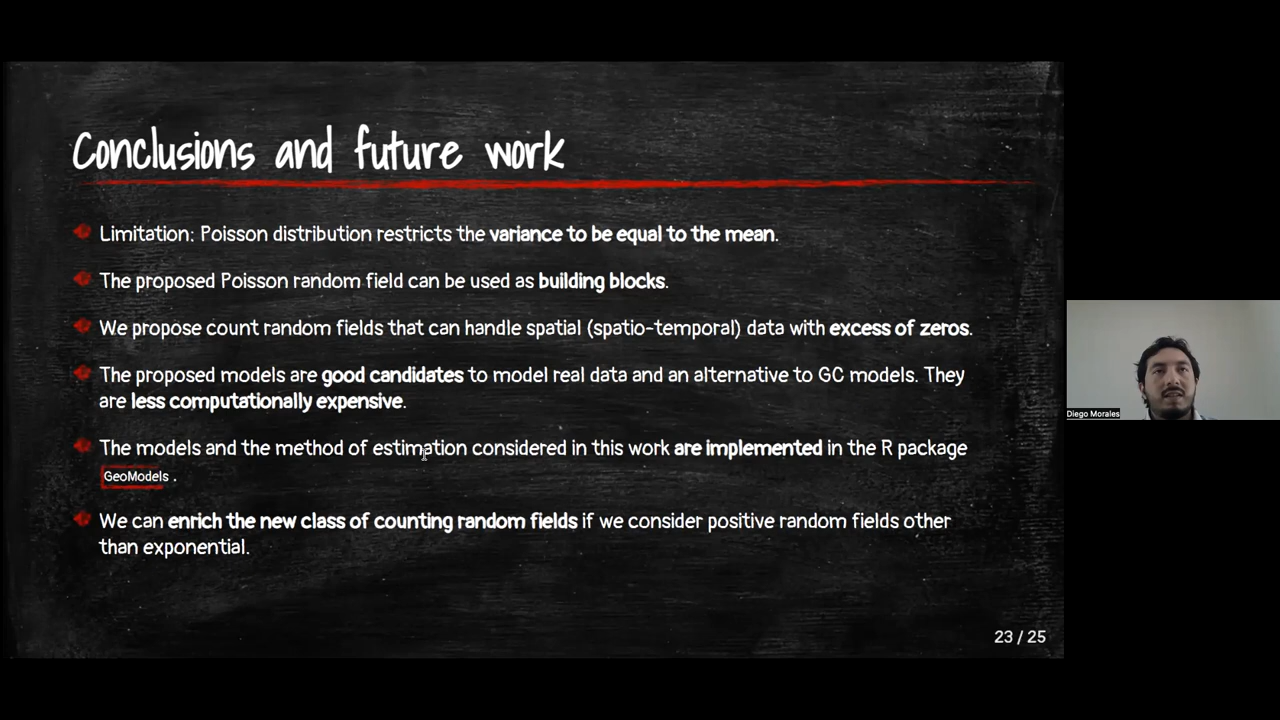 Conclusions and future work
Limitation: Poisson distribution restricts the variance to be equal to the mean.
The proposed Poisson random field can be used as building blocks.
We propose count random fields that can handle spatial (spatio-temporal) data with excess of zeros.
The proposed models are good candidates to model real data and an alternative to GC models. They
are less computationally expensive.
The models and the method of estimation considered in this work are implemented in the R package
GeoModels .
We can enrich the new class of counting random fields if we consider positive random fields other
than exponential.
23 / 25
Diego Morales